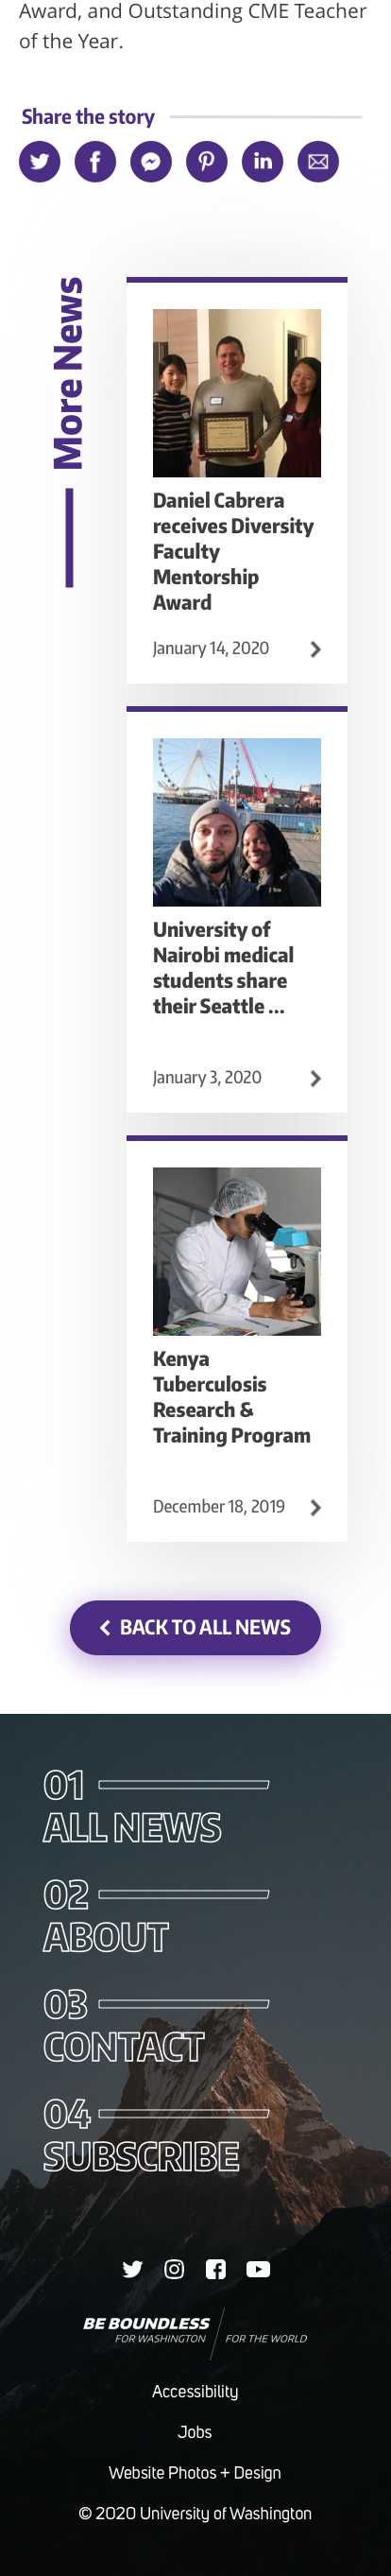 Award, and Outstanding CME Teacher
of the Year.
Share the story
More News
Daniel Cabrera
receives Diversity
Faculty
Mentorship
Award
January 14, 2020
University of
Nairobi medical
students share
their Seattle ...
January 3, 2020
Kenya
Tuberculosis
Research &
Training Program
December 18, 2019
BACK TO ALL NEWS
01
ALL NEWS
02
ABOUT
03
CONTACT
04
SUBSCRIBE
BE BOUNDLESS
FOR WASHINGTON FOR THE WORLD
Accessibility
Jobs
Website Photos + Design
© 2020 University of Washington